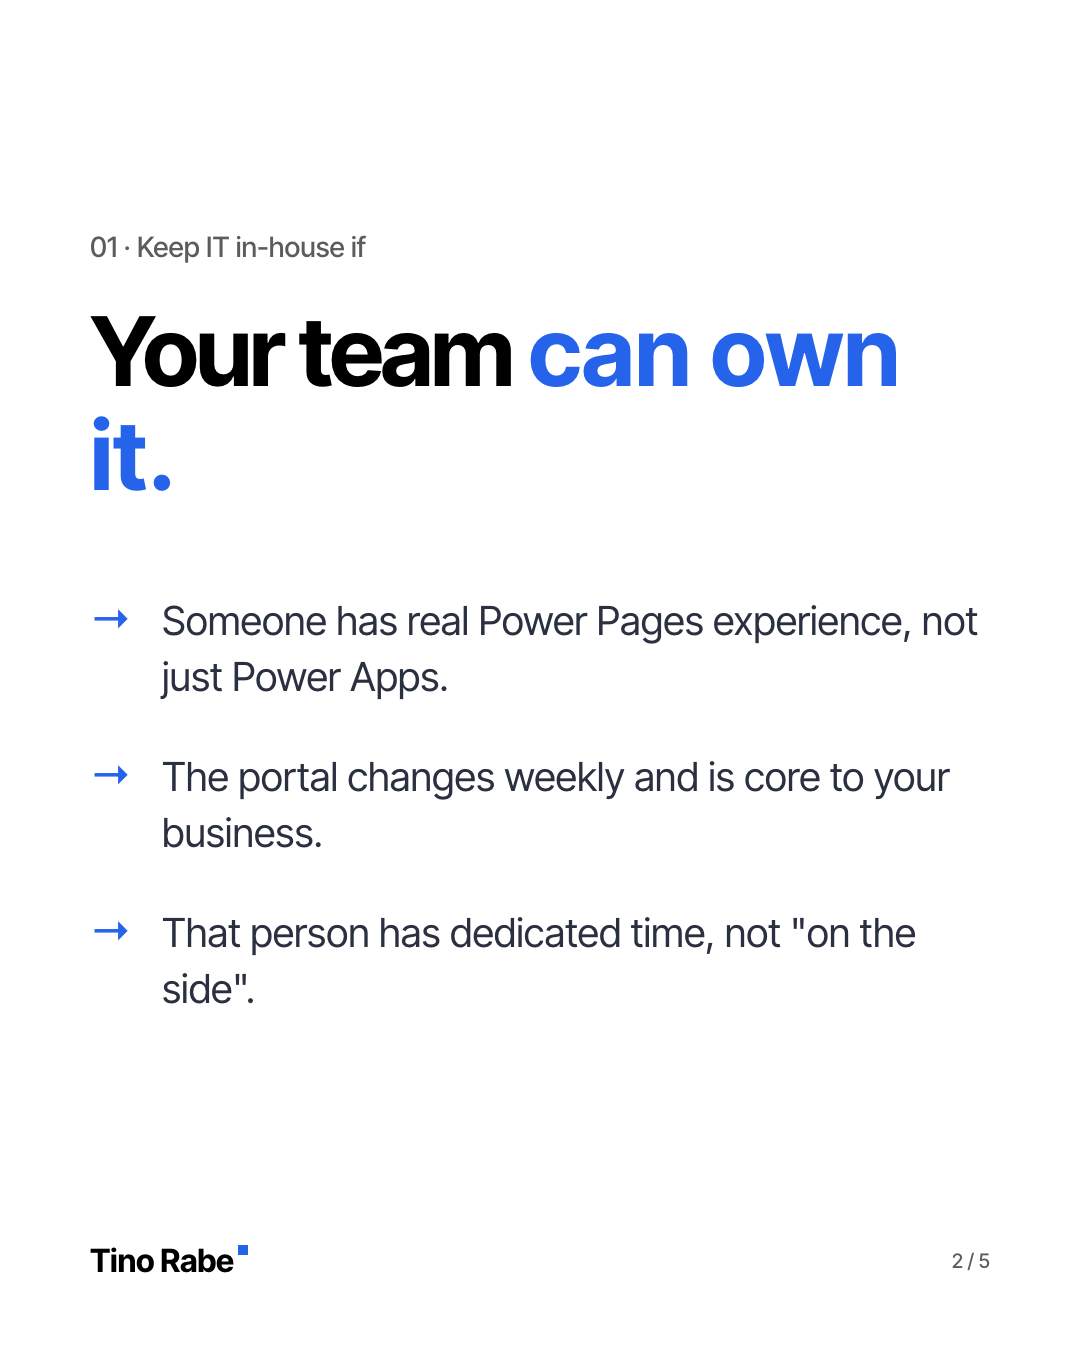 01 · Keep IT in-house if
Your team can own
it.
→ Someone has real Power Pages experience, not
just Power Apps.
→ The portal changes weekly and is core to your
business.
→ That person has dedicated time, not "on the
side".
Tino Rabe
2 / 5